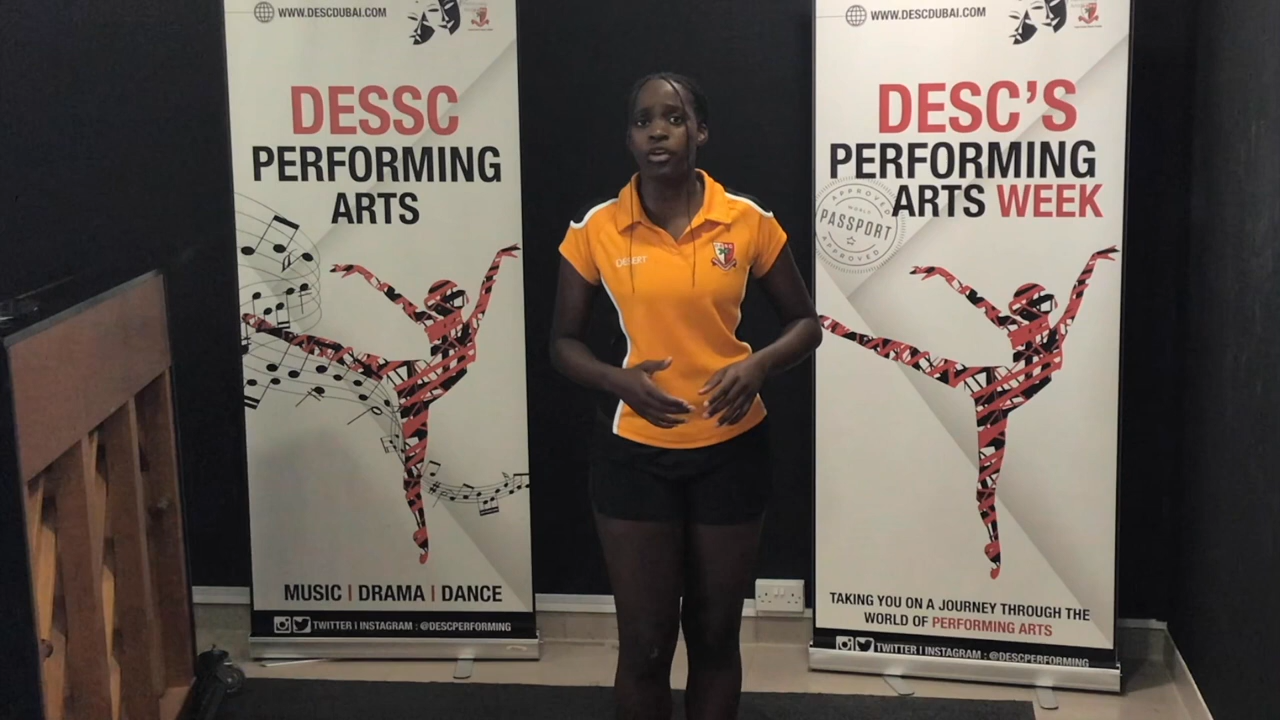 WWW.DESCDUBAI.COM
DESSC
PERFORMING
ARTS
MUSIC | DRAMA | DANCE
TWITTER I INSTAGRAM : @DESCPERFORMING
DESERT
WWW.DESCDUBAI.COM
DESC'S
PERFORMING
ARTS WEEK
APPROVED
WORLD
PASSPORT
APPROVED
TAKING YOU ON A JOURNEY THROUGH THE
WORLD OF PERFORMING ARTS
TWITTER I INSTAGRAM : @DESCPERFORMING